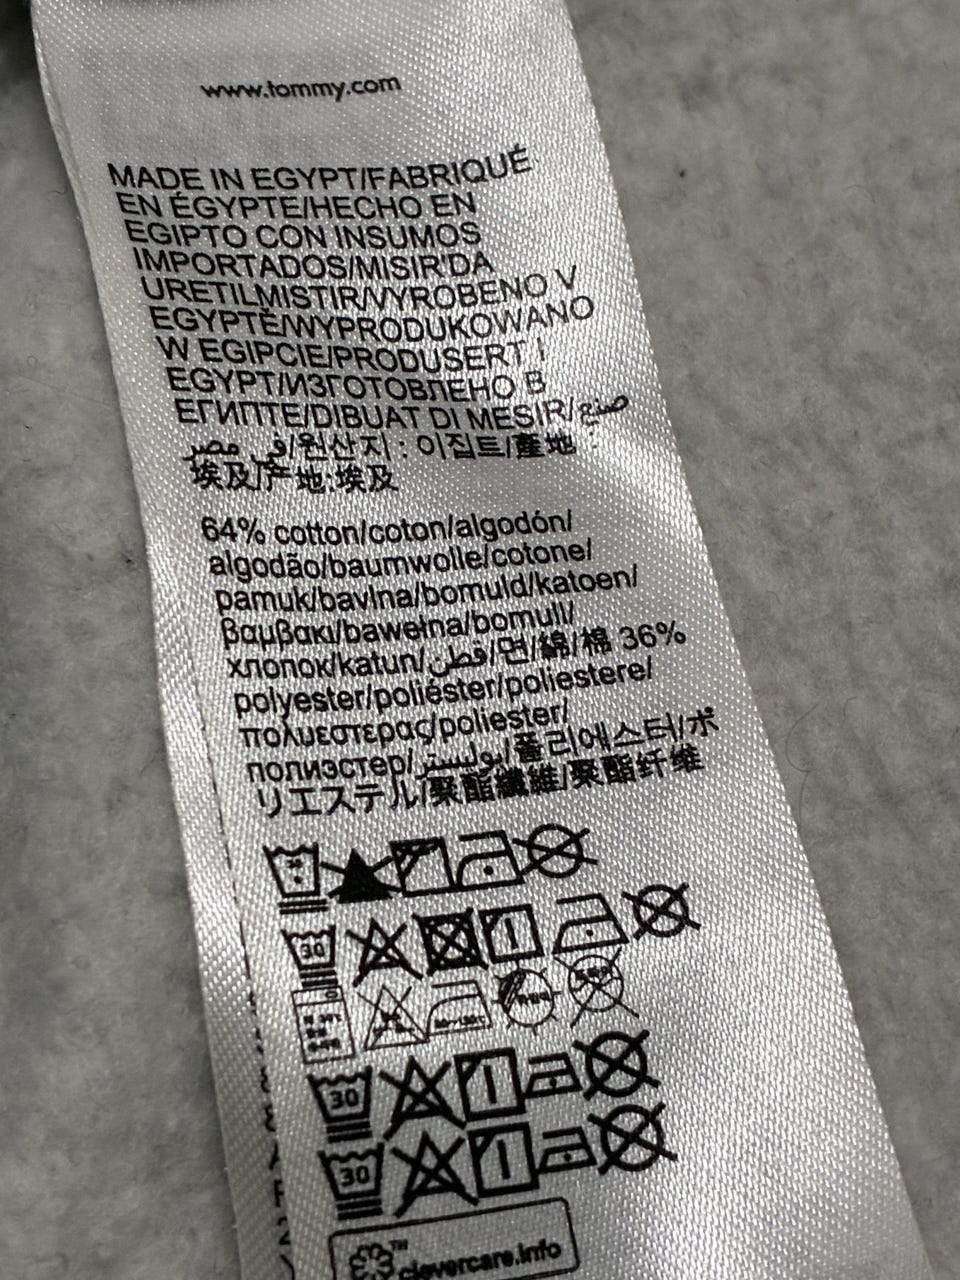 www.tommy.com
MADE IN EGYPT/FABRIQUÉ
EN ÉGYPTE/HECHO EN
EGIPTO CON INSUMOS
IMPORTADOS/MISIR'DA
URETILMISTIR/VYROBENO V
EGYPTĚ/WYPRODUKOWANO
W EGIPCIE/PRODUSERT I
EGYPT/ИЗГОТОВЛЕНО В
ЕГИПТЕ/DIBUAT DI MESIR/صنع
في مصر/원산지 : 이집트/產地 :
埃及/产地:埃及
64% cotton/coton/algodón/
algodão/baumwolle/cotone/
pamuk/bavlna/bomuld/katoen/
βαμβακι/bawełna/bomull/
хлопок/katun/قطن/면/綿/棉 36%
polyester/poliéster/poliestere/
πολυεστερας/poliester/
полиэстер/بوليستر/폴리에스터/ポ
リエステル/聚酯纖維/聚酯纤维
30
30
30
TM
clevercare.info